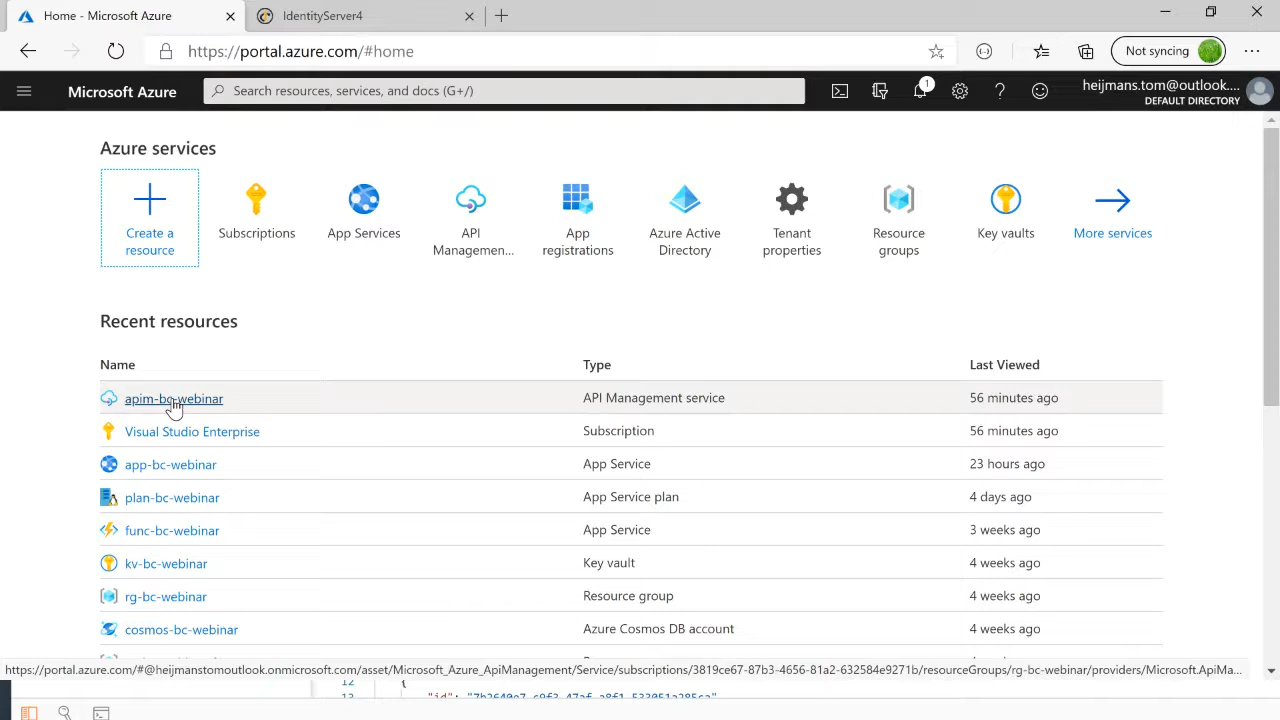 Home - Microsoft Azure
IdentityServer4
https://portal.azure.com/#home
Not syncing
Microsoft Azure
Search resources, services, and docs (G+/)
1
heijmans.tom@outlook....
DEFAULT DIRECTORY
Azure services
Create a resource
Subscriptions
App Services
API Managemen...
App registrations
Azure Active Directory
Tenant properties
Resource groups
Key vaults
More services
Recent resources
Name Type Last Viewed
apim-bc-webinar API Management service 56 minutes ago
Visual Studio Enterprise Subscription 56 minutes ago
app-bc-webinar App Service 23 hours ago
plan-bc-webinar App Service plan 4 days ago
func-bc-webinar App Service 3 weeks ago
kv-bc-webinar Key vault 4 weeks ago
rg-bc-webinar Resource group 4 weeks ago
cosmos-bc-webinar Azure Cosmos DB account 4 weeks ago
https://portal.azure.com/#@heijmanstomoutlook.onmicrosoft.com/asset/Microsoft_Azure_ApiManagement/Service/subscriptions/3819ce67-87b3-4656-81a2-632584e9271b/resourceGroups/rg-bc-webinar/providers/Microsoft.ApiMa...
12 {
13